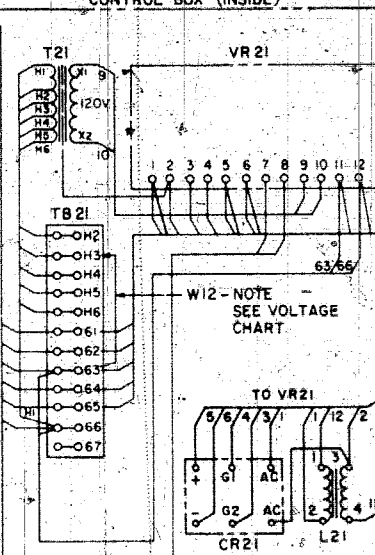 CONTROL BOX (INSIDE)
T21 VR 21
H1 X1 9
H2
H3 120V
H4
H5 X2
H6 10
1 2 3 4 5 6 7 8 9 10 11 12
TB 21
H2
H3
H4 63/66
H5 W12 - NOTE
H6 SEE VOLTAGE
61 CHART
62
63
64 TO VR21
H1 65 5 6 4 3 1 1 12 2
66
67
+ G1 AC 1 3
- G2 AC 2 4
CR21 L21